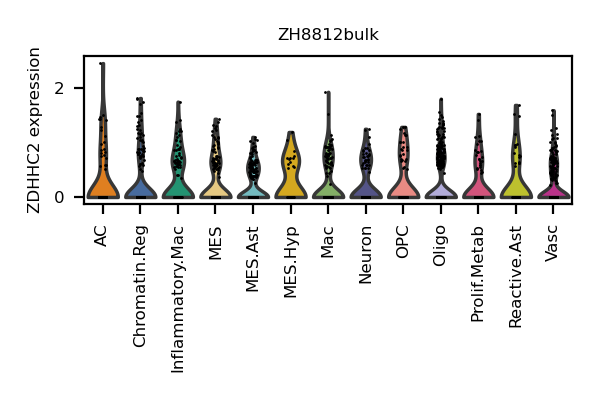 ZH8812bulk
ZDHHC2 expression
2
0
AC
Chromatin.Reg
Inflammatory.Mac
MES
MES.Ast
MES.Hyp
Mac
Neuron
OPC
Oligo
Prolif.Metab
Reactive.Ast
Vasc